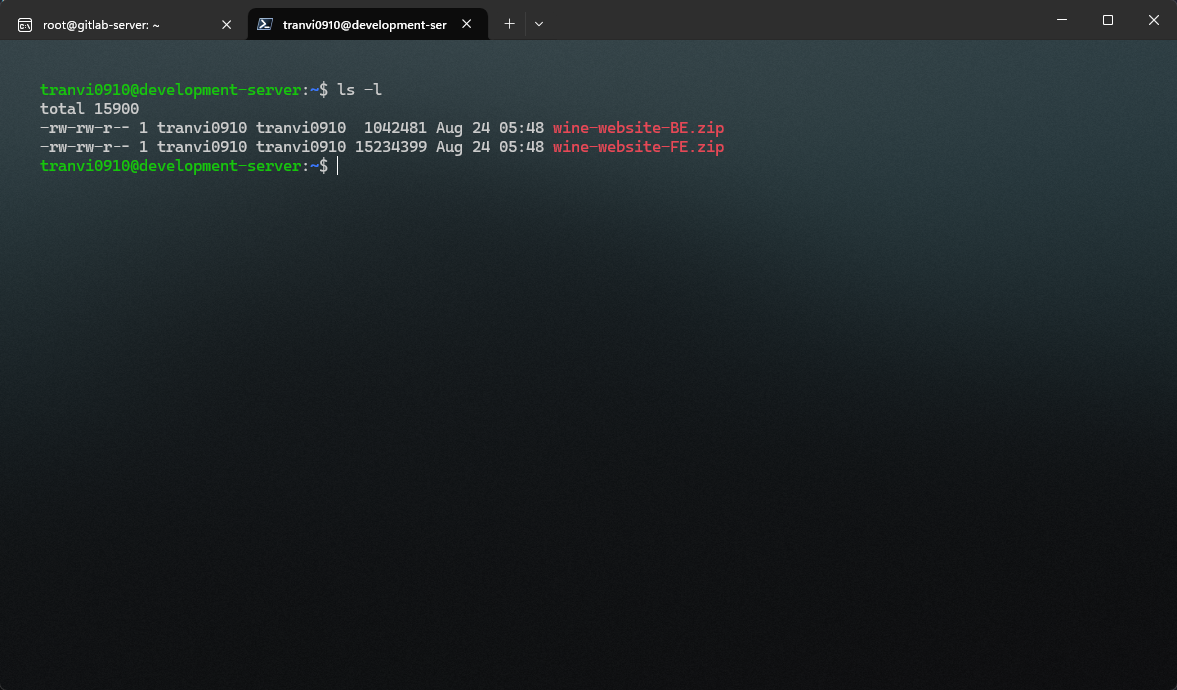 root@gitlab-server: ~
tranvi0910@development-ser
tranvi0910@development-server:~$ ls -l
total 15900
-rw-rw-r-- 1 tranvi0910 tranvi0910  1042481 Aug 24 05:48 wine-website-BE.zip
-rw-rw-r-- 1 tranvi0910 tranvi0910 15234399 Aug 24 05:48 wine-website-FE.zip
tranvi0910@development-server:~$